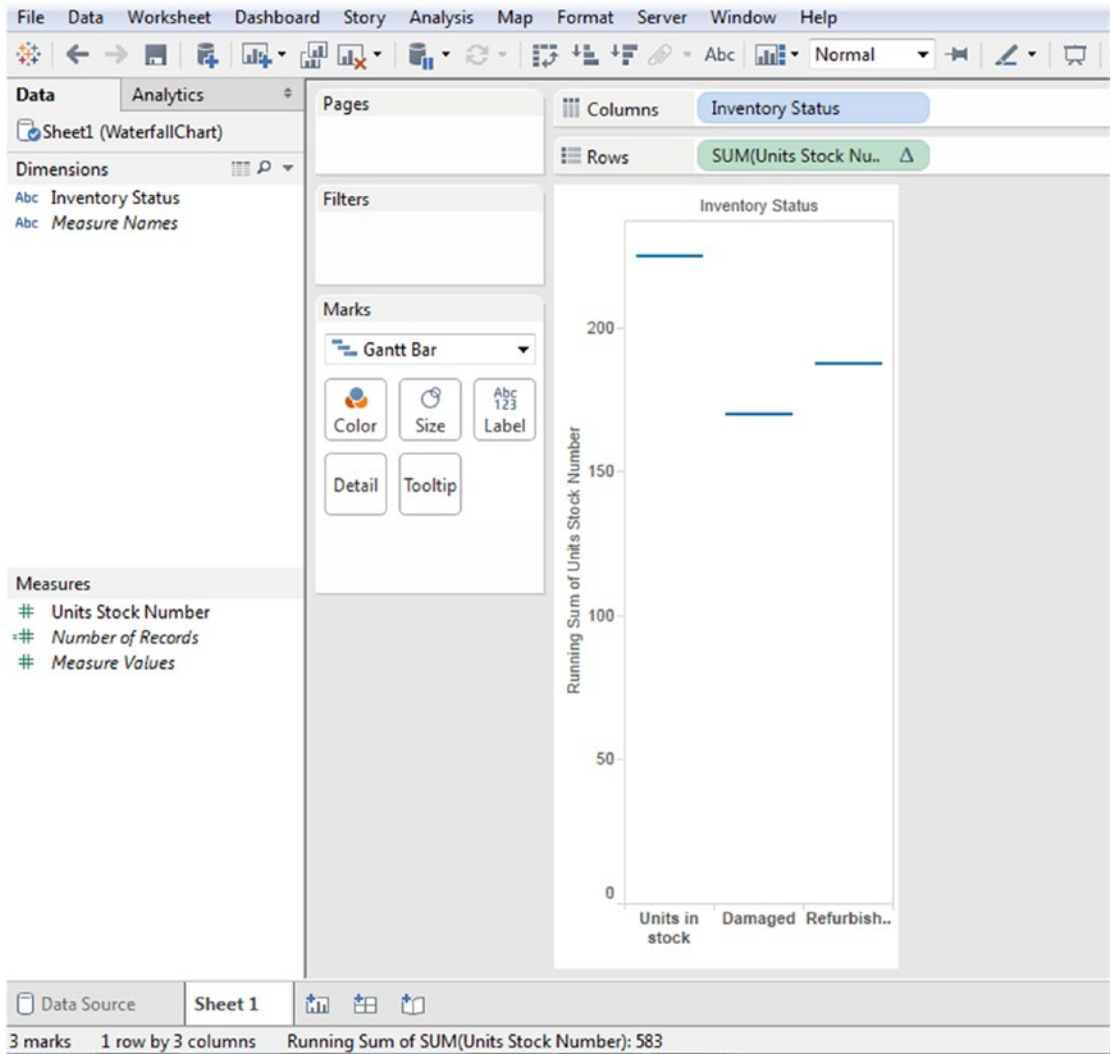 File Data Worksheet Dashboard Story Analysis Map Format Server Window Help
Abc Normal
Data Analytics
Sheet1 (WaterfallChart)
Dimensions
Abc Inventory Status
Abc Measure Names
Measures
# Units Stock Number
=# Number of Records
# Measure Values
Pages
Filters
Marks
Gantt Bar
Color Size Abc 123 Label
Detail Tooltip
Columns Inventory Status
Rows SUM(Units Stock Nu.. Δ
Inventory Status
Running Sum of Units Stock Number
200
150
100
50
0
Units in stock
Damaged
Refurbish..
Data Source Sheet 1
3 marks 1 row by 3 columns Running Sum of SUM(Units Stock Number): 583